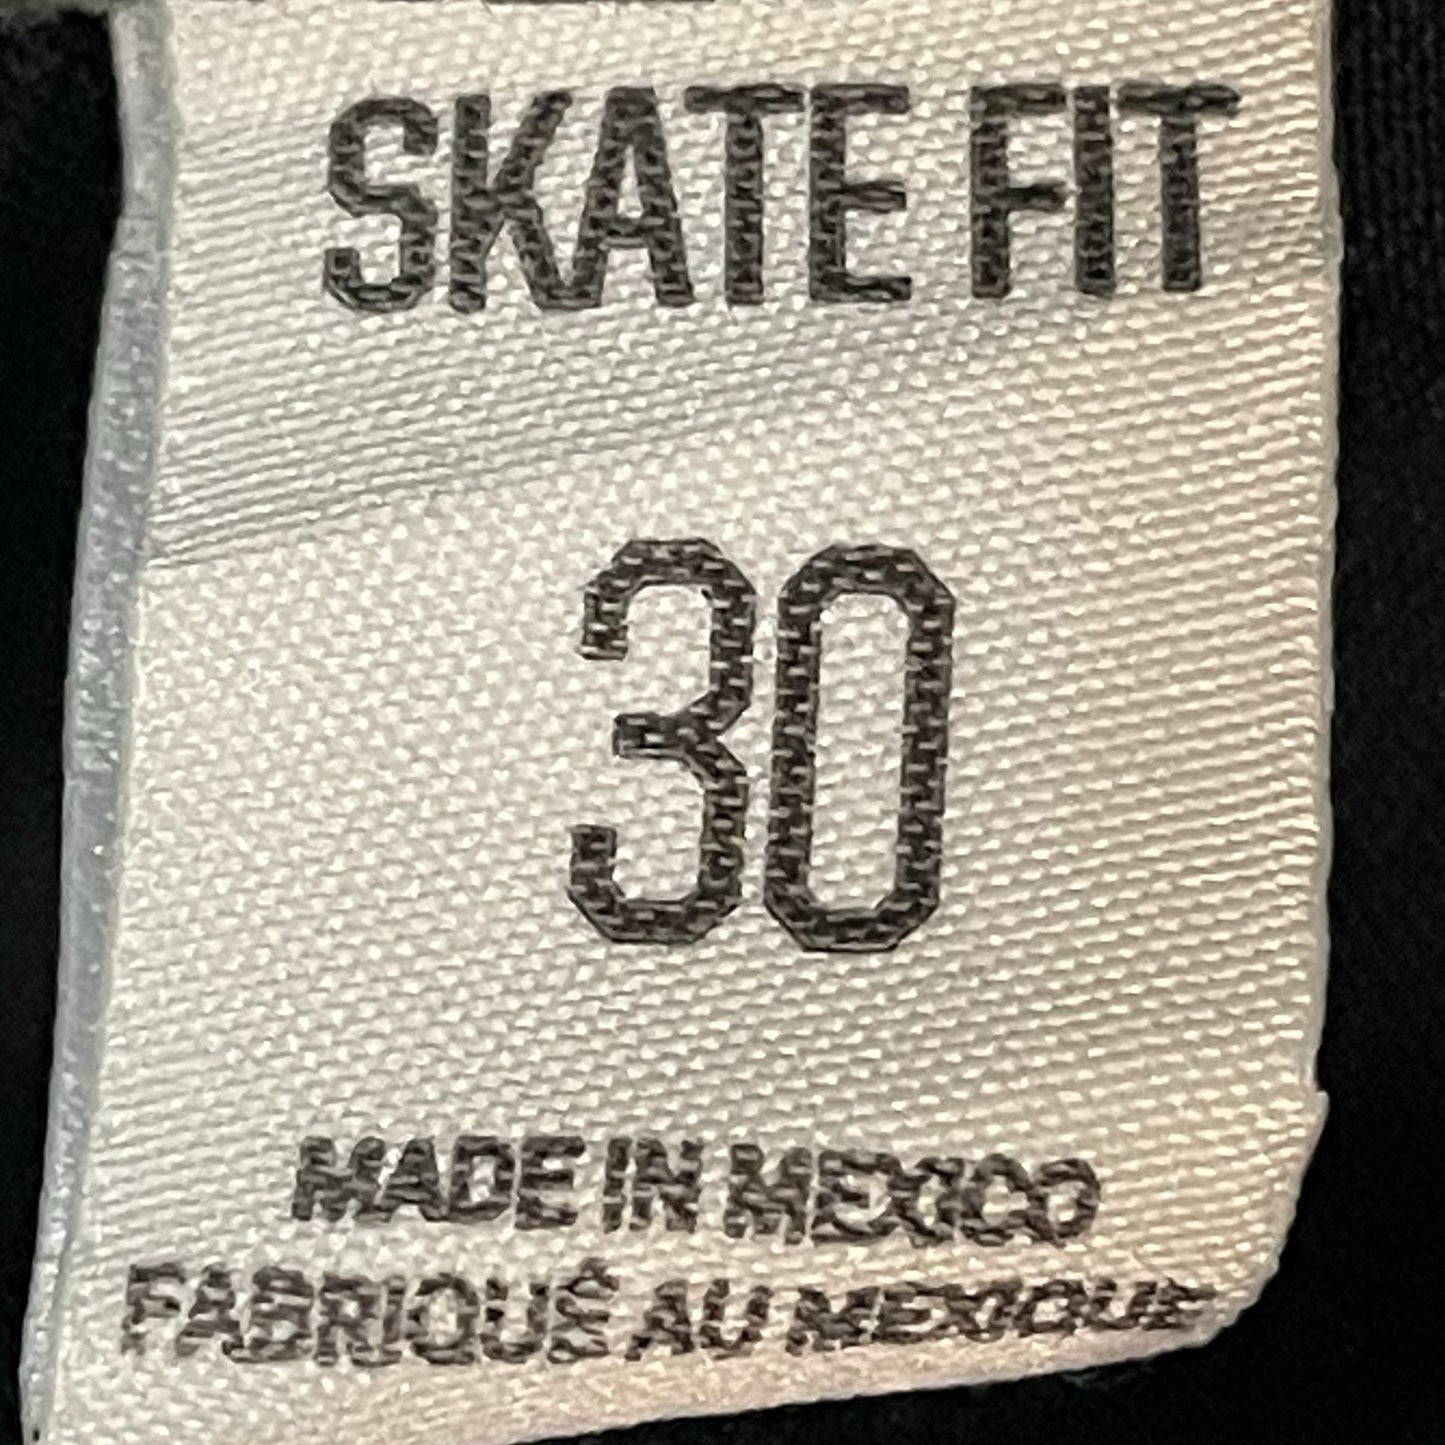 SKATE FIT
30
MADE IN MEXICO
FABRIQUÉ AU MEXIQUE